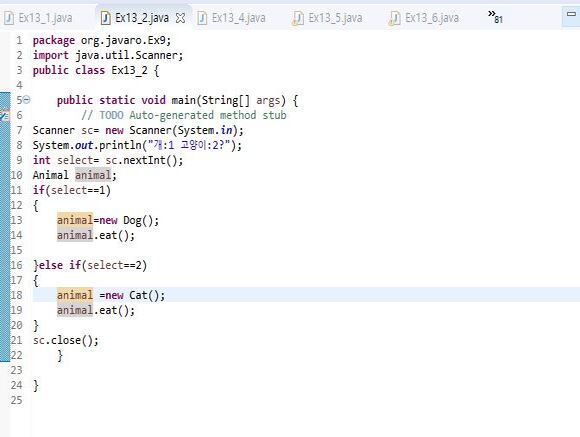 Ex13_1.java Ex13_2.java Ex13_4.java Ex13_5.java Ex13_6.java »81
1 package org.javaro.Ex9;
2 import java.util.Scanner;
3 public class Ex13_2 {
4
5 public static void main(String[] args) {
6 // TODO Auto-generated method stub
7 Scanner sc= new Scanner(System.in);
8 System.out.println("개:1 고양이:2?");
9 int select= sc.nextInt();
10 Animal animal;
11 if(select==1)
12 {
13 animal=new Dog();
14 animal.eat();
15
16 }else if(select==2)
17 {
18 animal =new Cat();
19 animal.eat();
20 }
21 sc.close();
22 }
23
24 }
25